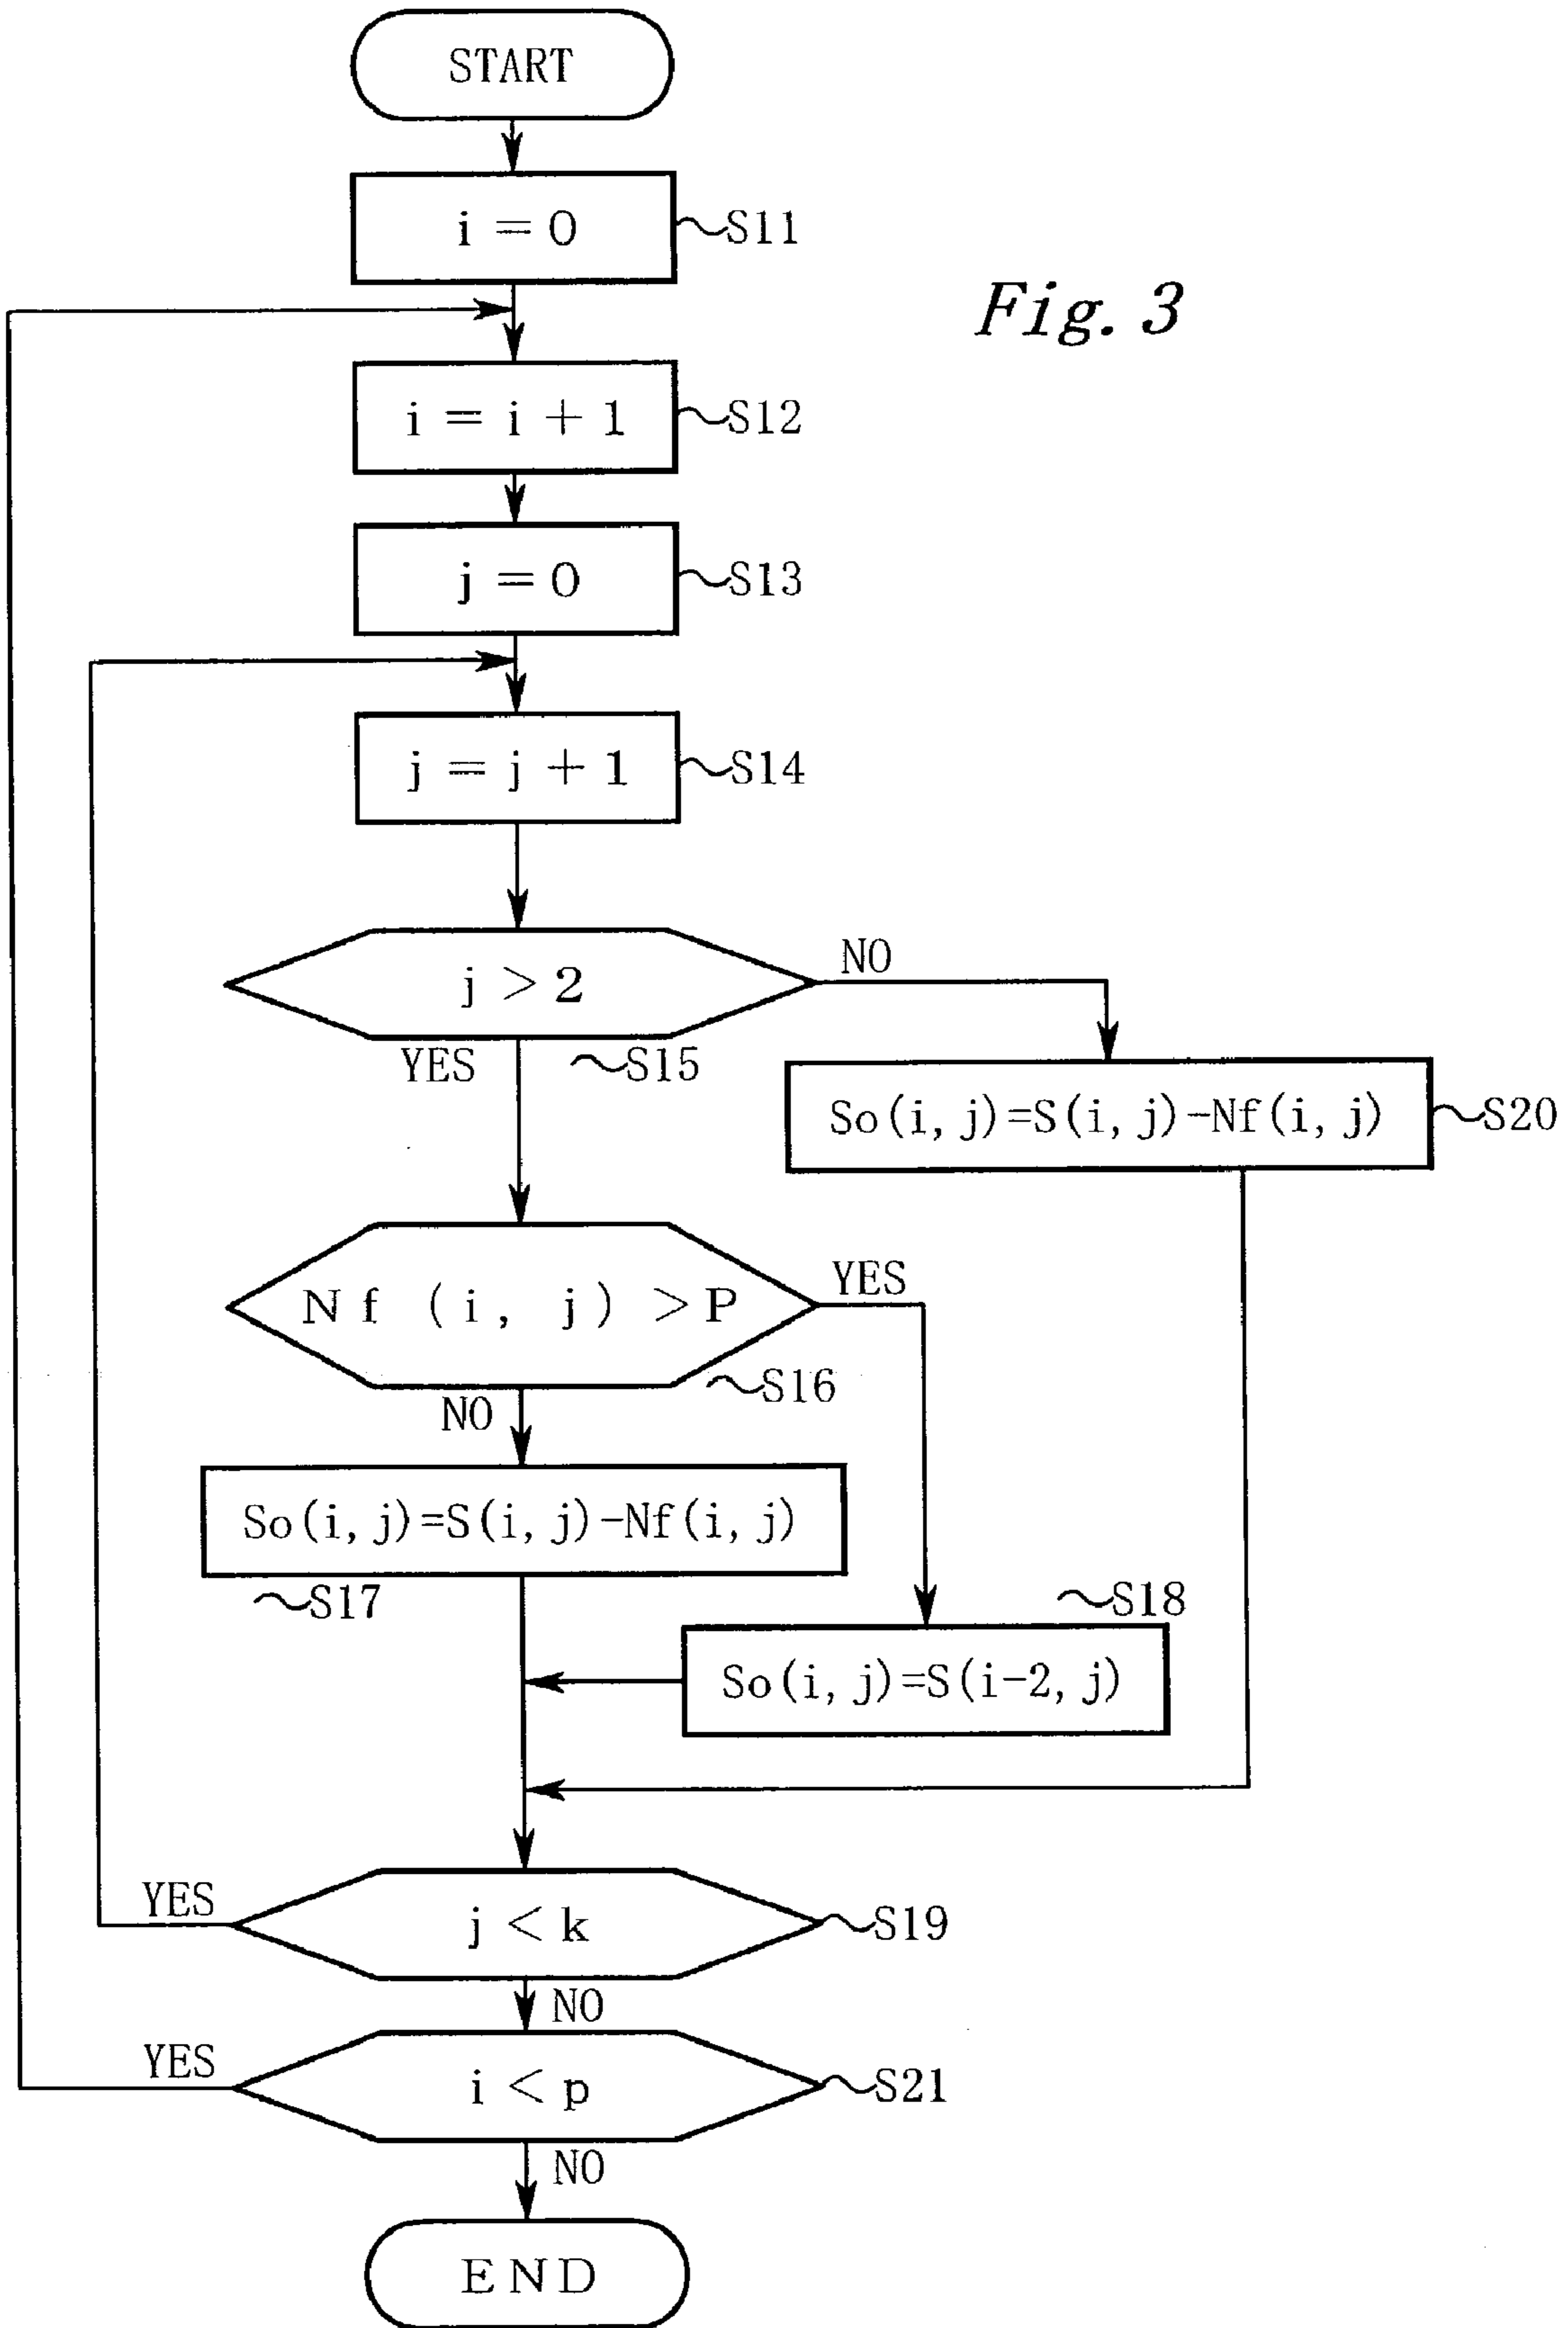 START
i = 0
S11
Fig. 3
i = i + 1
S12
j = 0
S13
j = j + 1
S14
j > 2
NO
YES
S15
So(i, j)=S(i, j)-Nf(i, j)
S20
Nf (i, j) > P
YES
S16
NO
So(i, j)=S(i, j)-Nf(i, j)
S17
S18
So(i, j)=S(i-2, j)
YES
j < k
S19
NO
YES
i < p
S21
NO
END